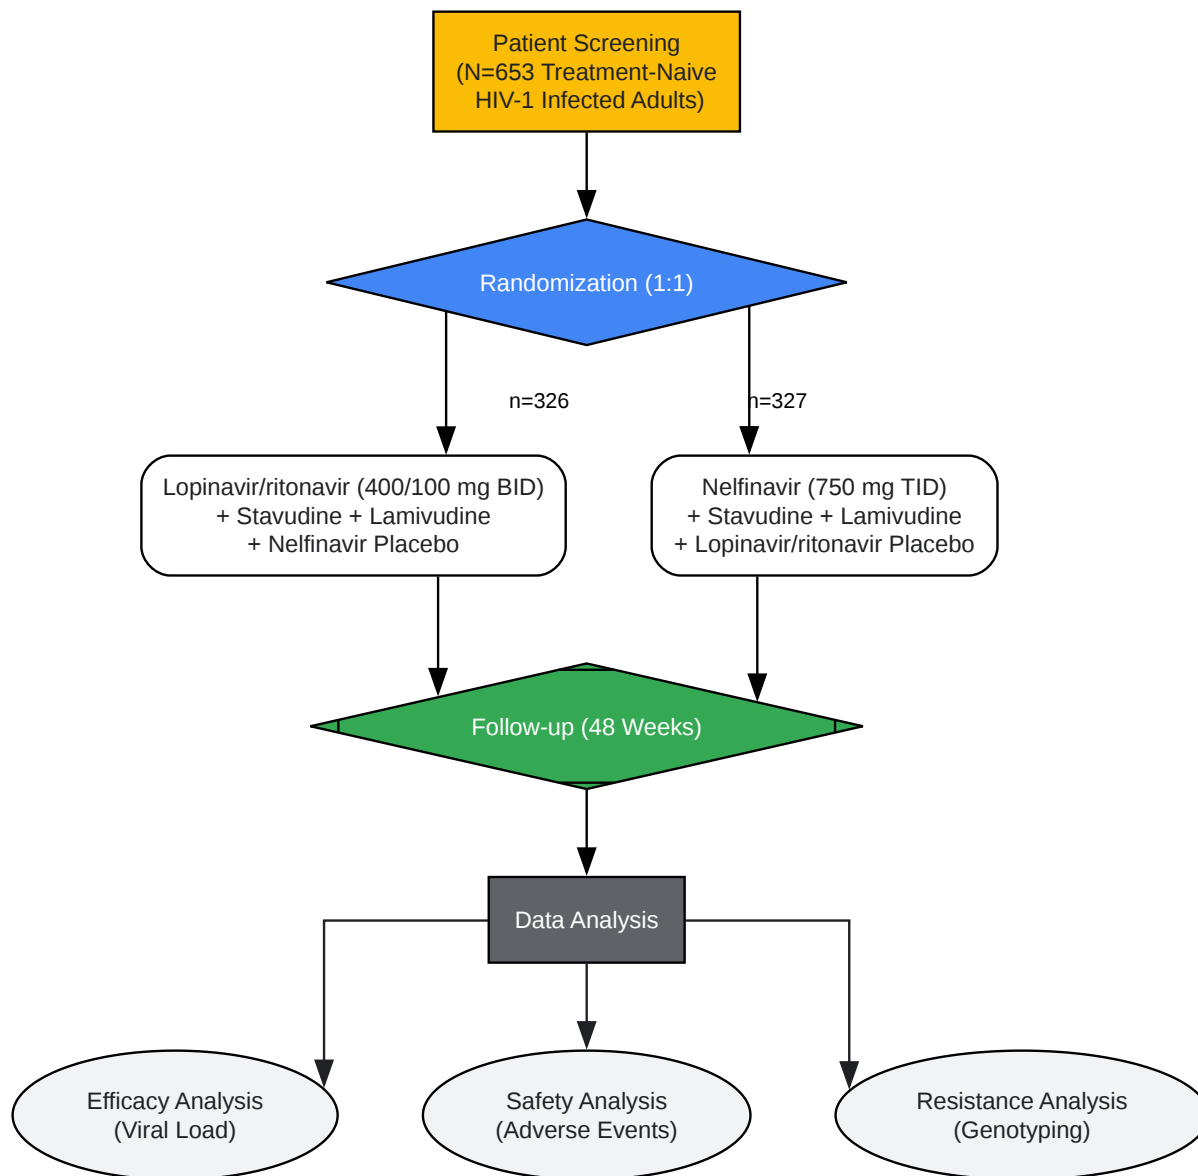 Patient Screening
(N=653 Treatment-Naive
HIV-1 Infected Adults)
Randomization (1:1)
n=326
n=327
Lopinavir/ritonavir (400/100 mg BID)
+ Stavudine + Lamivudine
+ Nelfinavir Placebo
Nelfinavir (750 mg TID)
+ Stavudine + Lamivudine
+ Lopinavir/ritonavir Placebo
Follow-up (48 Weeks)
Data Analysis
Efficacy Analysis
(Viral Load)
Safety Analysis
(Adverse Events)
Resistance Analysis
(Genotyping)